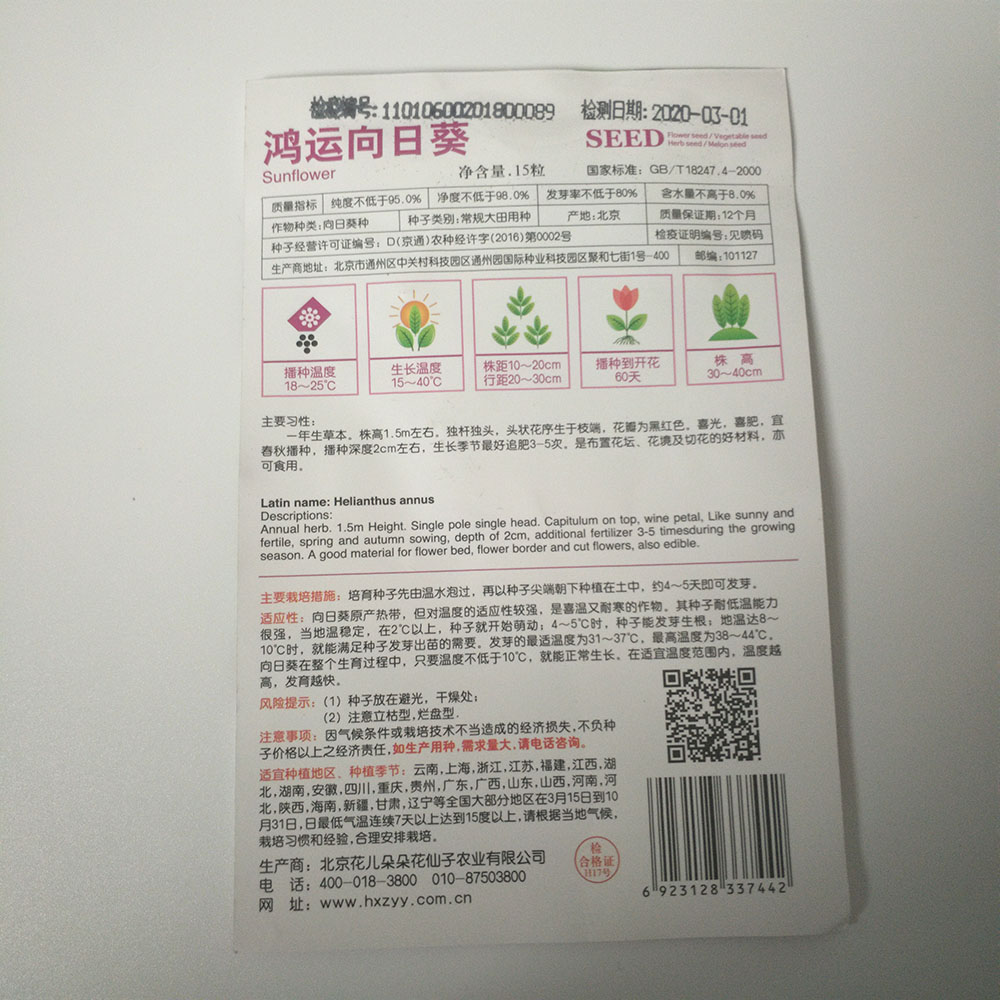 检疫编号:11010600201800089 检测日期:2020-03-01
鸿运向日葵
Sunflower
净含量.15粒
SEED Flower seed / Vegetable seed
Herb seed / Melon seed
国家标准: GB/T18247.4-2000
质量指标 纯度不低于95.0% 净度不低于98.0% 发芽率不低于80% 含水量不高于8.0%
作物种类:向日葵种 种子类别:常规大田用种 产地:北京 质量保证期:12个月
种子经营许可证编号: D(京通)农种经许字(2016)第0002号 检疫证明编号:见喷码
生产商地址: 北京市通州区中关村科技园区通州园国际种业科技园区聚和七街1号-400 邮编:101127
播种温度
18~25℃
生长温度
15~40℃
株距10~20cm
行距20~30cm
播种到开花
60天
株 高
30~40cm
主要习性:
一年生草本。株高1.5m左右。独杆独头,头状花序生于枝端,花瓣为黑红色。喜光,喜肥,宜
春秋播种,播种深度2cm左右,生长季节最好追肥3-5次。是布置花坛、花境及切花的好材料,亦
可食用。
Latin name: Helianthus annus
Descriptions:
Annual herb. 1.5m Height. Single pole single head. Capitulum on top, wine petal, Like sunny and
fertile, spring and autumn sowing, depth of 2cm, additional fertilizer 3-5 timesduring the growing
season. A good material for flower bed, flower border and cut flowers, also edible.
主要栽培措施: 培育种子先由温水泡过,再以种子尖端朝下种植在土中,约4~5天即可发芽。
适应性: 向日葵原产热带,但对温度的适应性较强,是喜温又耐寒的作物。其种子耐低温能力
很强,当地温稳定,在2℃以上,种子就开始萌动;4~5℃时,种子能发芽生根;地温达8~
10℃时,就能满足种子发芽出苗的需要。发芽的最适温度为31~37℃,最高温度为38~44℃。
向日葵在整个生育过程中,只要温度不低于10℃,就能正常生长。在适宜温度范围内,温度越
高,发育越快。
风险提示: (1) 种子放在避光,干燥处;
(2) 注意立枯型,烂盘型.
注意事项: 因气候条件或栽培技术不当造成的经济损失,不负种
子价格以上之经济责任,如生产用种,需求量大,请电话咨询。
适宜种植地区、种植季节: 云南,上海,浙江,江苏,福建,江西,湖
北,湖南,安徽,四川,重庆,贵州,广东,广西,山东,山西,河南,河
北,陕西,海南,新疆,甘肃,辽宁等全国大部分地区在3月15日到10
月31日,日最低气温连续7天以上达到15度以上,请根据当地气候,
栽培习惯和经验,合理安排栽培。
生产商: 北京花儿朵朵花仙子农业有限公司
电 话: 400-018-3800 010-87503800
网 址: www.hxzyy.com.cn
检
合格证
H17号
6 923128 337442